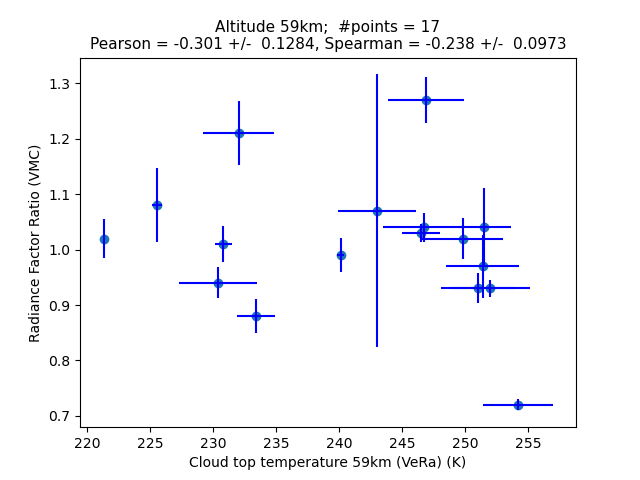 Altitude 59km;  #points = 17
Pearson = -0.301 +/-  0.1284, Spearman = -0.238 +/-  0.0973
1.3
1.2
1.1
1.0
0.9
0.8
0.7
Radiance Factor Ratio (VMC)
220 225 230 235 240 245 250 255
Cloud top temperature 59km (VeRa) (K)